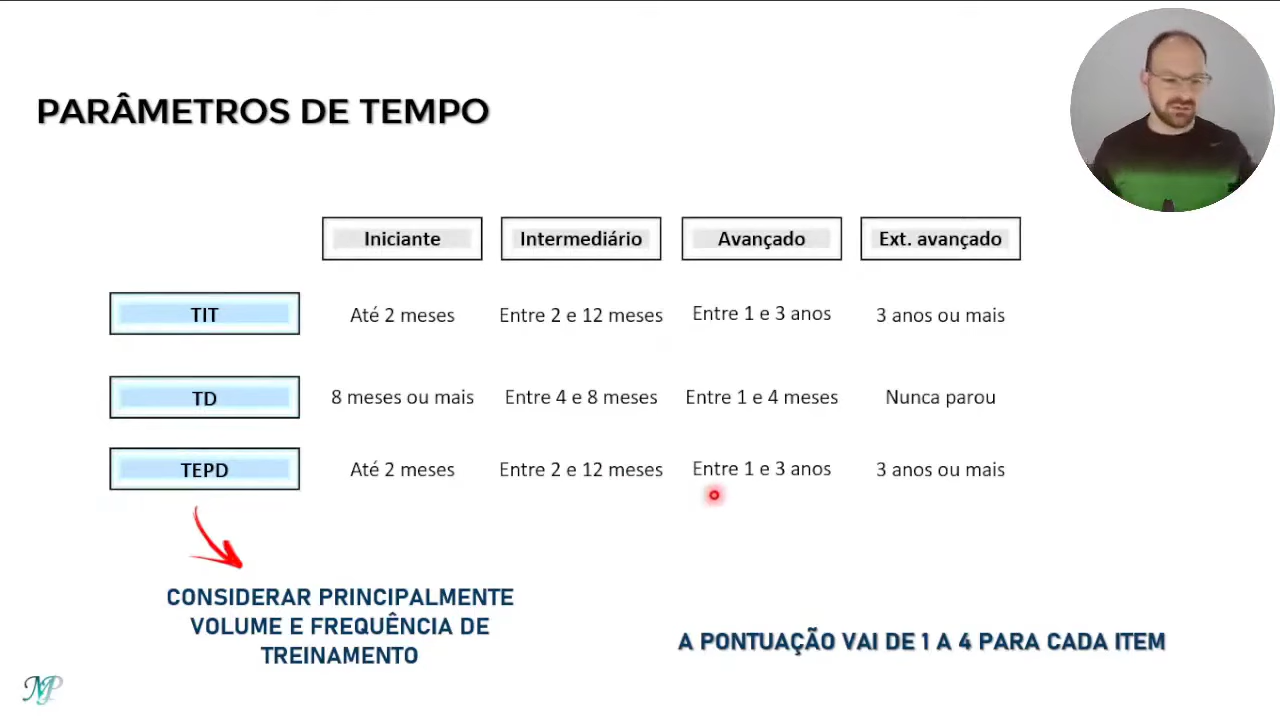 PARÂMETROS DE TEMPO
Iniciante Intermediário Avançado Ext. avançado
TIT Até 2 meses Entre 2 e 12 meses Entre 1 e 3 anos 3 anos ou mais
TD 8 meses ou mais Entre 4 e 8 meses Entre 1 e 4 meses Nunca parou
TEPD Até 2 meses Entre 2 e 12 meses Entre 1 e 3 anos 3 anos ou mais
CONSIDERAR PRINCIPALMENTE
VOLUME E FREQUÊNCIA DE
TREINAMENTO
A PONTUAÇÃO VAI DE 1 A 4 PARA CADA ITEM
MP